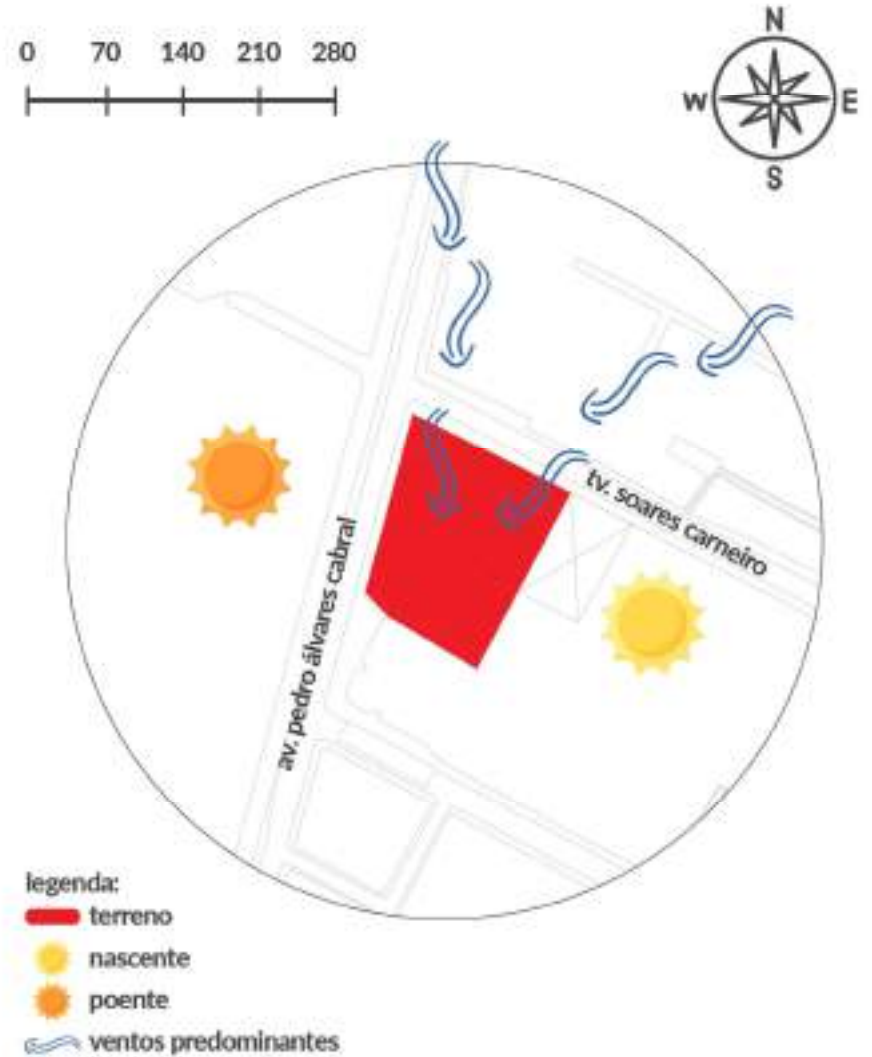 0 70 140 210 280
N
W E
S
tv. soares carneiro
av. pedro álvares cabral
legenda:
terreno
nascente
poente
ventos predominantes